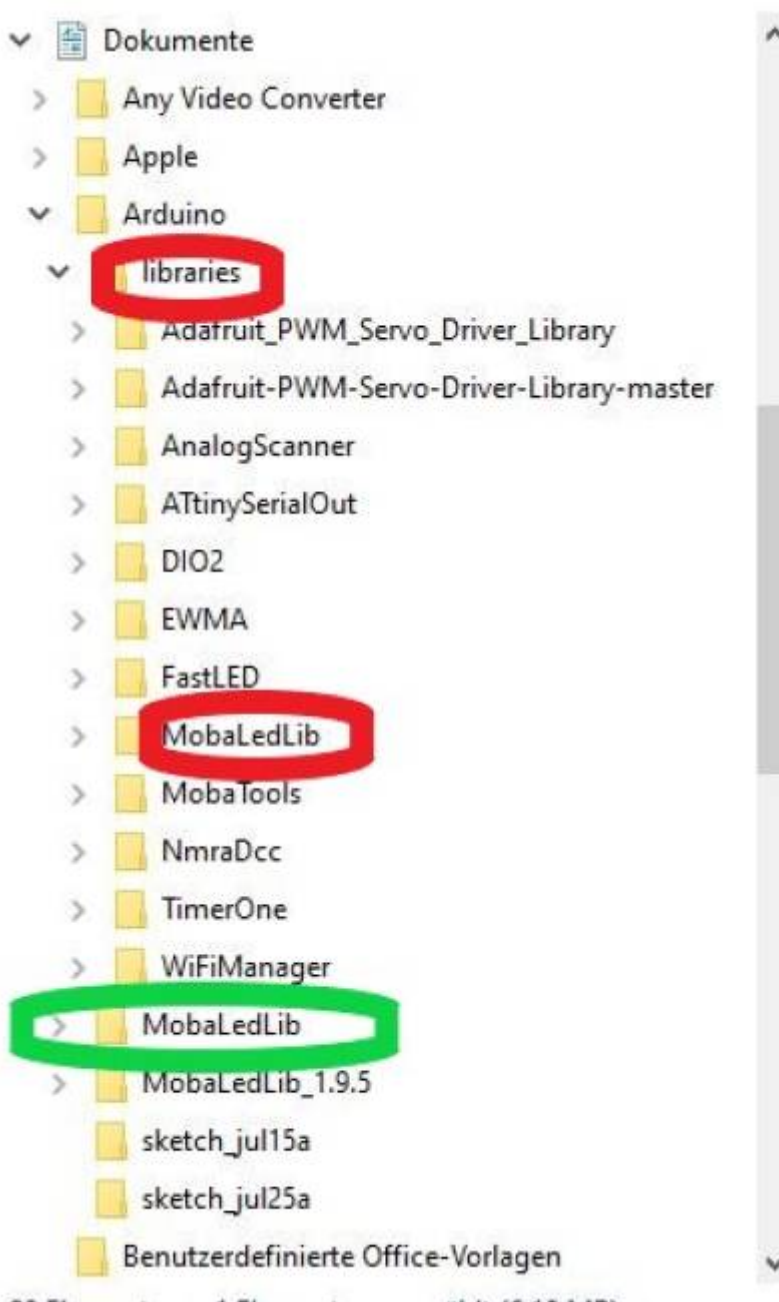 Dokumente
Any Video Converter
Apple
Arduino
libraries
Adafruit_PWM_Servo_Driver_Library
Adafruit-PWM-Servo-Driver-Library-master
AnalogScanner
ATtinySerialOut
DIO2
EWMA
FastLED
MobaLedLib
MobaTools
NmraDcc
TimerOne
WiFiManager
MobaLedLib
MobaLedLib_1.9.5
sketch_jul15a
sketch_jul25a
Benutzerdefinierte Office-Vorlagen